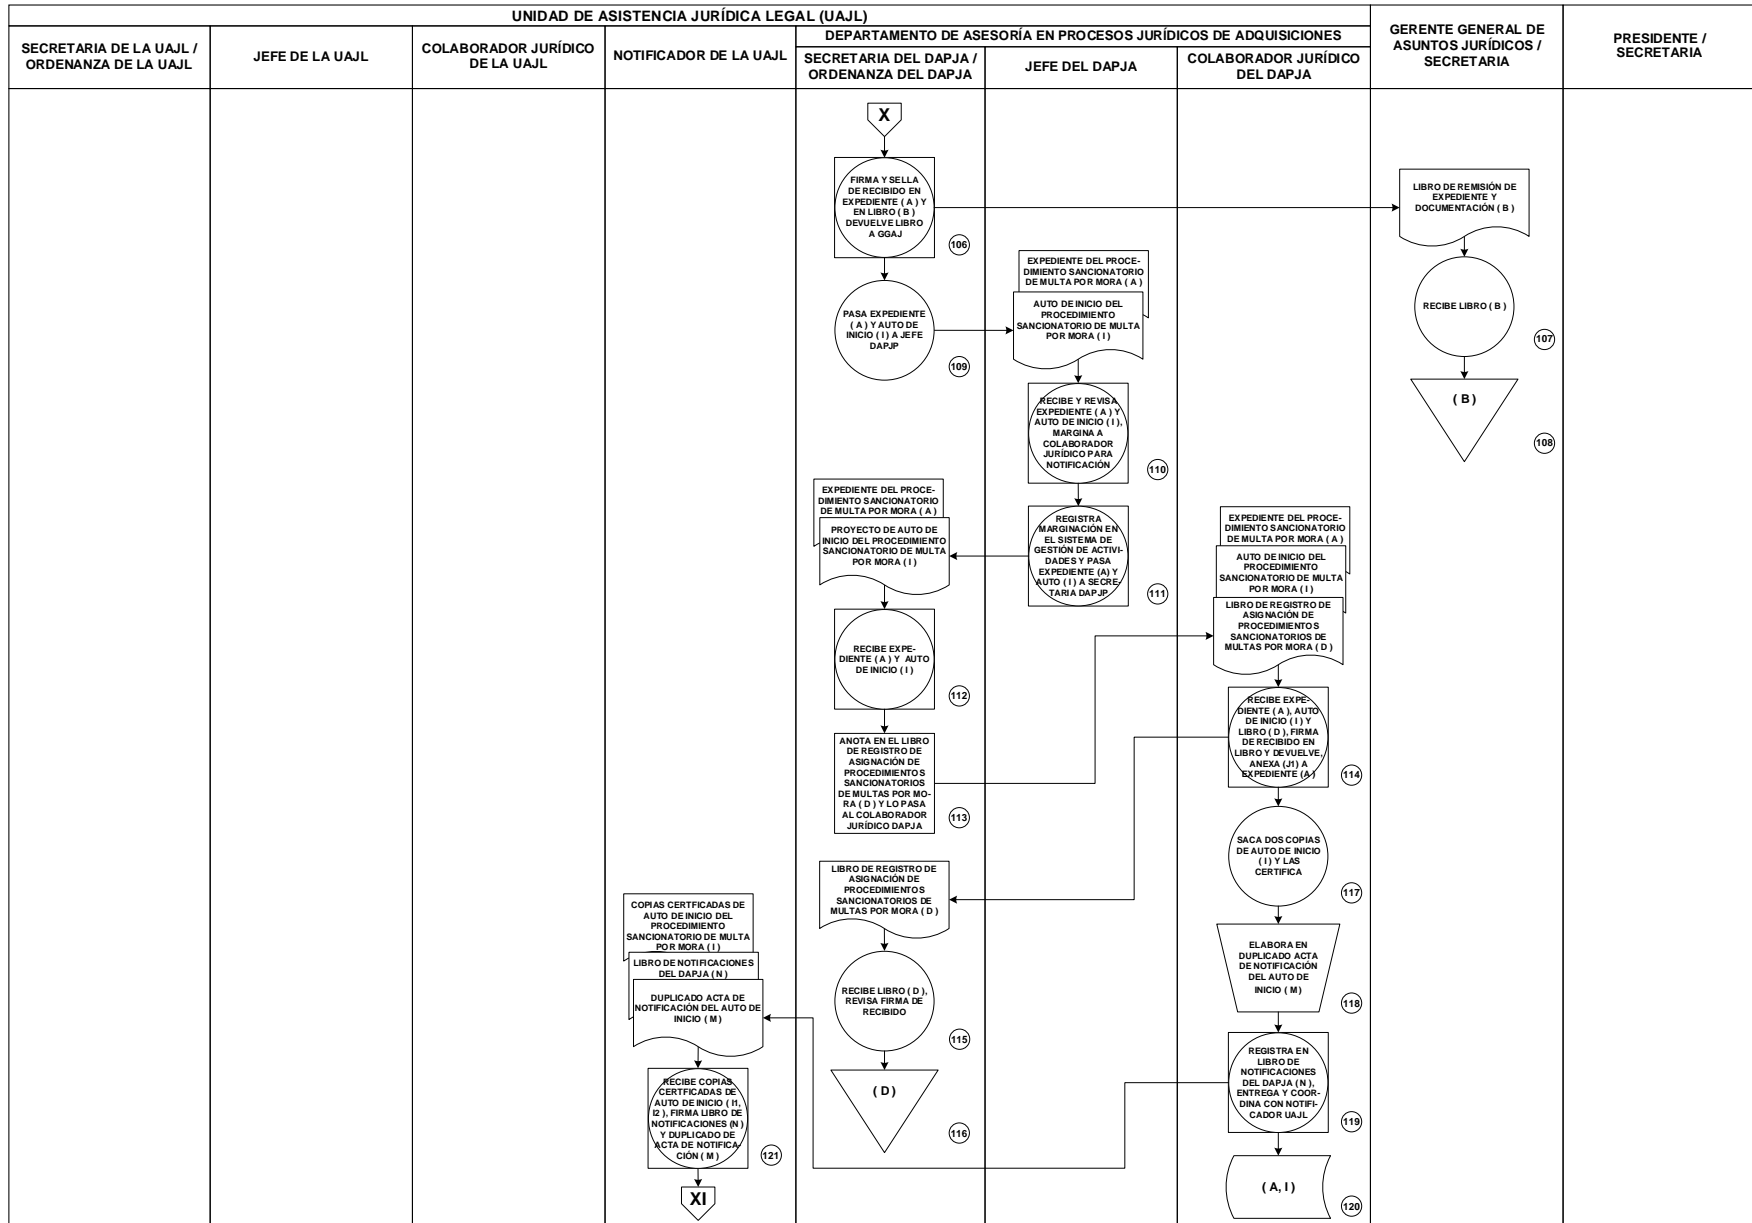 UNIDAD DE ASISTENCIA JURÍDICA LEGAL (UAJL)
SECRETARIA DE LA UAJL /
ORDENANZA DE LA UAJL
JEFE DE LA UAJL
COLABORADOR JURÍDICO
DE LA UAJL
NOTIFICADOR DE LA UAJL
DEPARTAMENTO DE ASESORÍA EN PROCESOS JURÍDICOS DE ADQUISICIONES
SECRETARIA DEL DAPJA /
ORDENANZA DEL DAPJA
JEFE DEL DAPJA
COLABORADOR JURÍDICO
DEL DAPJA
GERENTE GENERAL DE
ASUNTOS JURÍDICOS /
SECRETARIA
PRESIDENTE /
SECRETARIA
X
FIRMA Y SELLA
DE RECIBIDO EN
EXPEDIENTE ( A ) Y
EN LIBRO ( B )
DEVUELVE LIBRO
A GGAJ
106
LIBRO DE REMISIÓN DE
EXPEDIENTE Y
DOCUMENTACIÓN ( B )
RECIBE LIBRO ( B )
107
( B )
108
PASA EXPEDIENTE
( A ) Y AUTO DE
INICIO ( I ) A JEFE
DAPJP
109
EXPEDIENTE DEL PROCE-
DIMIENTO SANCIONATORIO
DE MULTA POR MORA ( A )
AUTO DE INICIO DEL
PROCEDIMIENTO
SANCIONATORIO DE MULTA
POR MORA ( I )
RECIBE Y REVISA
EXPEDIENTE ( A ) Y
AUTO DE INICIO ( I ),
MARGINA A
COLABORADOR
JURÍDICO PARA
NOTIFICACIÓN
110
REGISTRA
MARGINACIÓN EN
EL SISTEMA DE
GESTIÓN DE ACTIVI-
DADES Y PASA
EXPEDIENTE (A) Y
AUTO ( I ) A SECRE-
TARIA DAPJP
111
EXPEDIENTE DEL PROCE-
DIMIENTO SANCIONATORIO
DE MULTA POR MORA ( A )
PROYECTO DE AUTO DE
INICIO DEL PROCEDIMIENTO
SANCIONATORIO DE MULTA
POR MORA ( I )
RECIBE EXPE-
DIENTE ( A ) Y AUTO
DE INICIO ( I )
112
ANOTA EN EL LIBRO
DE REGISTRO DE
ASIGNACIÓN DE
PROCEDIMIENTOS
SANCIONATORIOS
DE MULTAS POR MO-
RA ( D ) Y LO PASA
AL COLABORADOR
JURÍDICO DAPJA
113
EXPEDIENTE DEL PROCE-
DIMIENTO SANCIONATORIO
DE MULTA POR MORA ( A )
AUTO DE INICIO DEL
PROCEDIMIENTO
SANCIONATORIO DE MULTA
POR MORA ( I )
LIBRO DE REGISTRO DE
ASIGNACIÓN DE
PROCEDIMIENTOS
SANCIONATORIOS DE
MULTAS POR MORA ( D )
RECIBE EXPE-
DIENTE ( A ), AUTO
DE INICIO ( I ) Y
LIBRO ( D ), FIRMA
DE RECIBIDO EN
LIBRO Y DEVUELVE,
ANEXA (J1) A
EXPEDIENTE (A )
114
LIBRO DE REGISTRO DE
ASIGNACIÓN DE
PROCEDIMIENTOS
SANCIONATORIOS DE
MULTAS POR MORA ( D )
RECIBE LIBRO ( D ),
REVISA FIRMA DE
RECIBIDO
115
( D )
116
SACA DOS COPIAS
DE AUTO DE INICIO
( I ) Y LAS
CERTIFICA
117
ELABORA EN
DUPLICADO ACTA
DE NOTIFICACIÓN
DEL AUTO DE
INICIO ( M )
118
REGISTRA EN
LIBRO DE
NOTIFICACIONES
DEL DAPJA ( N ),
ENTREGA Y COOR-
DINA CON NOTIFI-
CADOR UAJL
119
( A, I )
120
COPIAS CERTFICADAS DE
AUTO DE INICIO DEL
PROCEDIMIENTO
SANCIONATORIO DE MULTA
POR MORA ( I )
LIBRO DE NOTIFICACIONES
DEL DAPJA ( N )
DUPLICADO ACTA DE
NOTIFICACIÓN DEL AUTO DE
INICIO ( M )
RECIBE COPIAS
CERTFICADAS DE
AUTO DE INICIO ( I1,
I2 ), FIRMA LIBRO DE
NOTIFICACIONES (N )
Y DUPLICADO DE
ACTA DE NOTIFICA-
CIÓN ( M )
121
XI